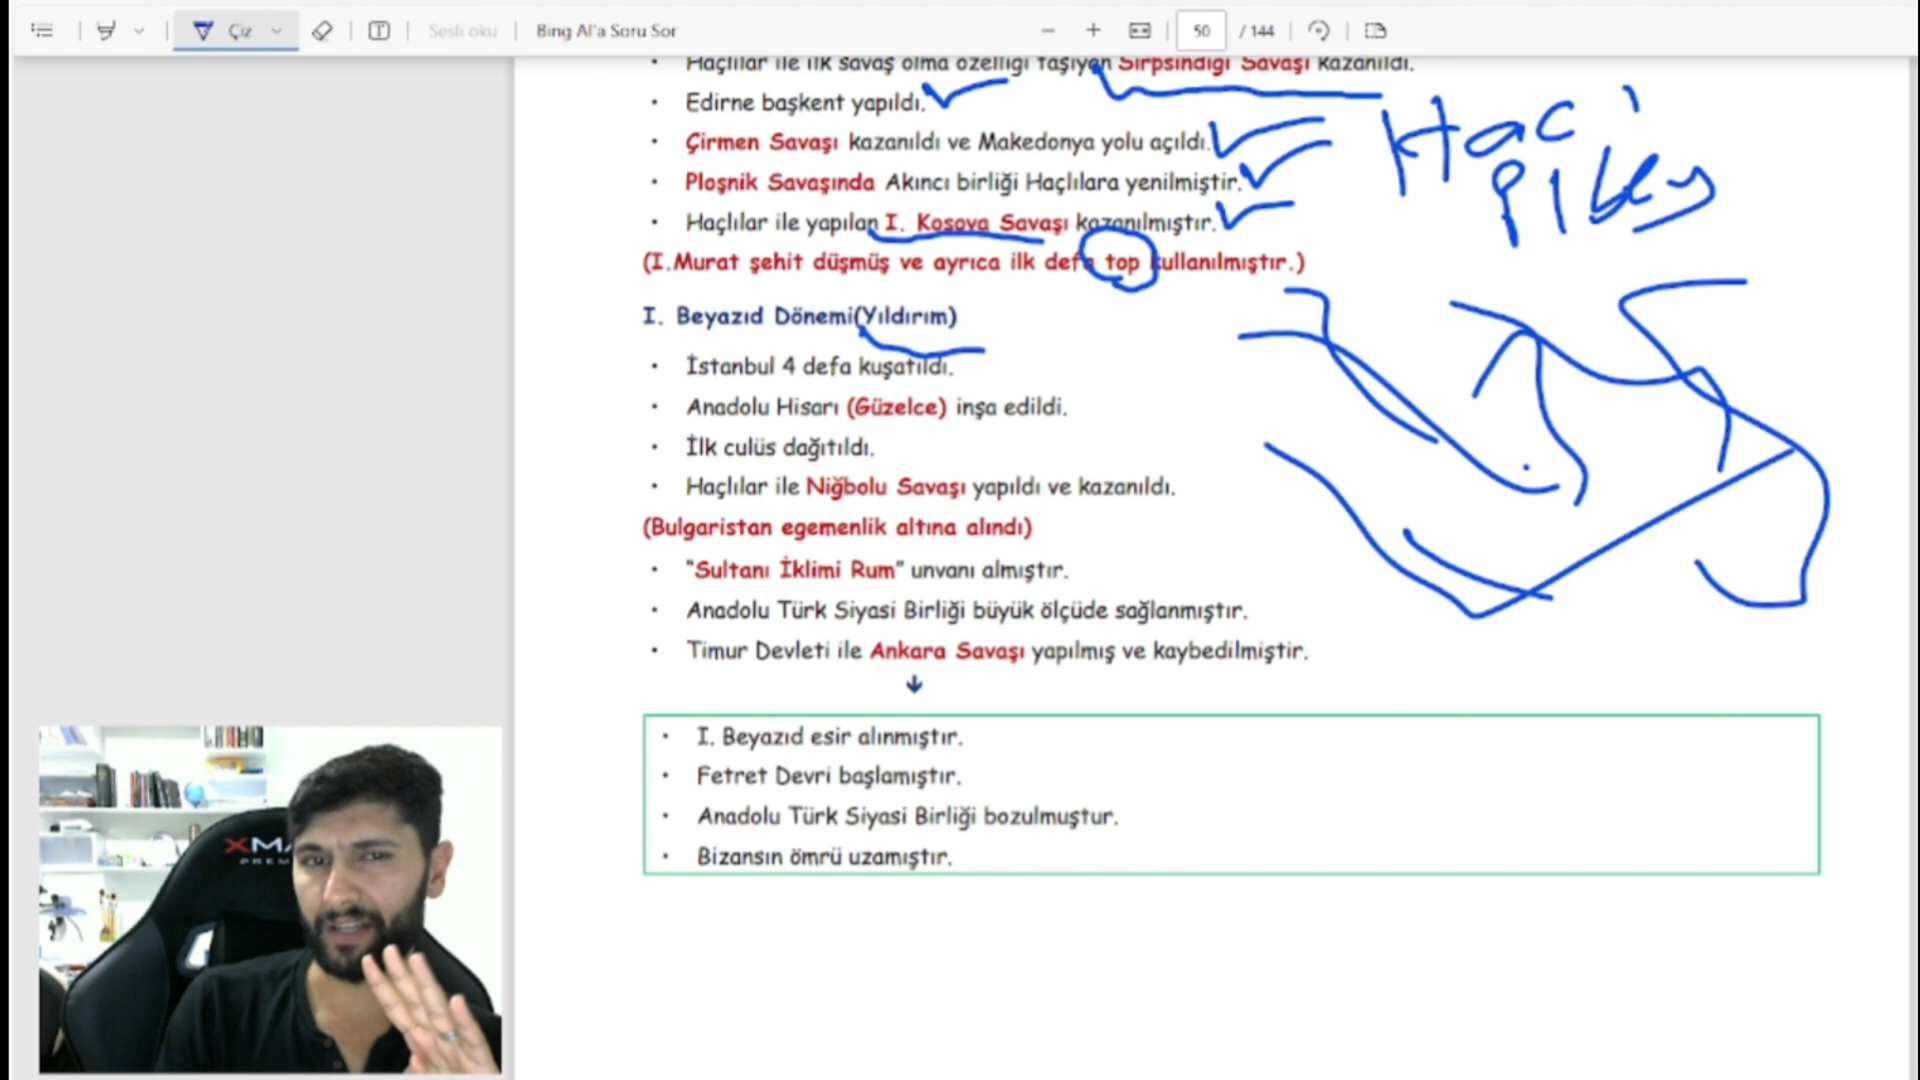 Çiz
Sesli oku
Bing AI'a Soru Sor
50 / 144
Haçlılar ile ilk savaş olma özelliği taşıyan Sırpsındığı Savaşı kazanıldı.
• Edirne başkent yapıldı.
• Çirmen Savaşı kazanıldı ve Makedonya yolu açıldı.
• Ploşnik Savaşında Akıncı birliği Haçlılara yenilmiştir.
• Haçlılar ile yapılan I. Kosova Savaşı kazanılmıştır.
(I.Murat şehit düşmüş ve ayrıca ilk defa top kullanılmıştır.)
I. Beyazıd Dönemi(Yıldırım)
• İstanbul 4 defa kuşatıldı.
• Anadolu Hisarı (Güzelce) inşa edildi.
• İlk culüs dağıtıldı.
• Haçlılar ile Niğbolu Savaşı yapıldı ve kazanıldı.
(Bulgaristan egemenlik altına alındı)
• "Sultanı İklimi Rum" unvanı almıştır.
• Anadolu Türk Siyasi Birliği büyük ölçüde sağlanmıştır.
• Timur Devleti ile Ankara Savaşı yapılmış ve kaybedilmiştir.
• I. Beyazıd esir alınmıştır.
• Fetret Devri başlamıştır.
• Anadolu Türk Siyasi Birliği bozulmuştur.
• Bizansın ömrü uzamıştır.